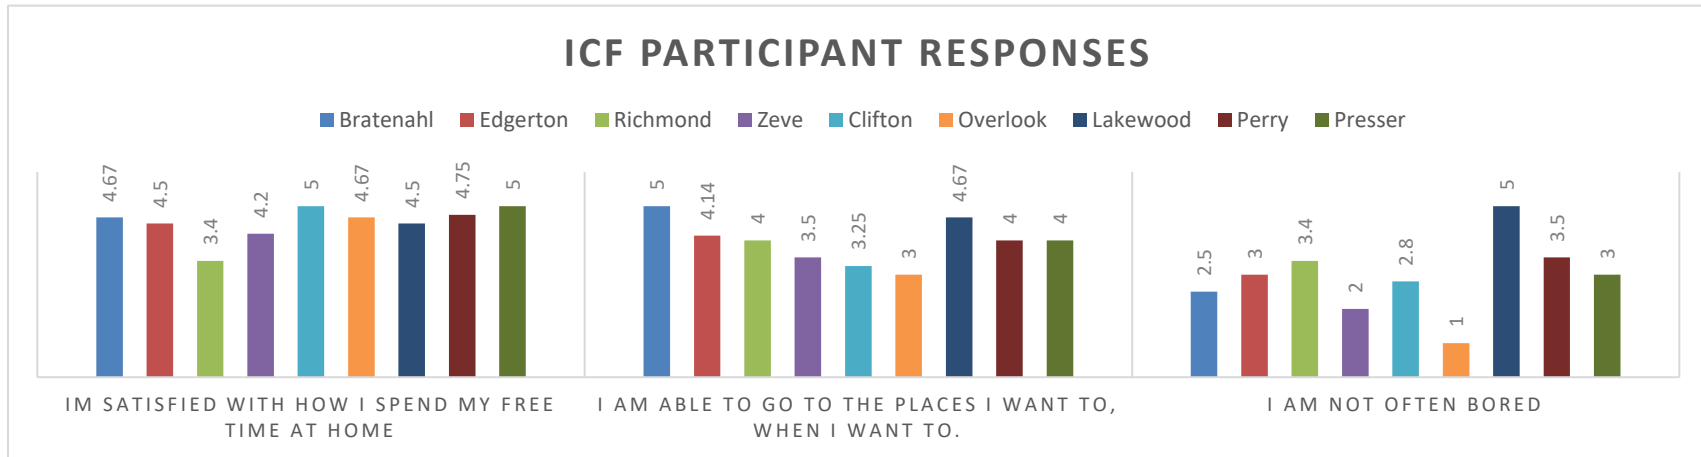 ICF PARTICIPANT RESPONSES
Bratenahl Edgerton Richmond Zeve Clifton Overlook Lakewood Perry Presser
4.67 4.5 3.4 4.2 5 4.67 4.5 4.75 5
5 4.14 4 3.5 3.25 3 4.67 4 4
2.5 3 3.4 2 2.8 1 5 3.5 3
IM SATISFIED WITH HOW I SPEND MY FREE
TIME AT HOME
I AM ABLE TO GO TO THE PLACES I WANT TO,
WHEN I WANT TO.
I AM NOT OFTEN BORED